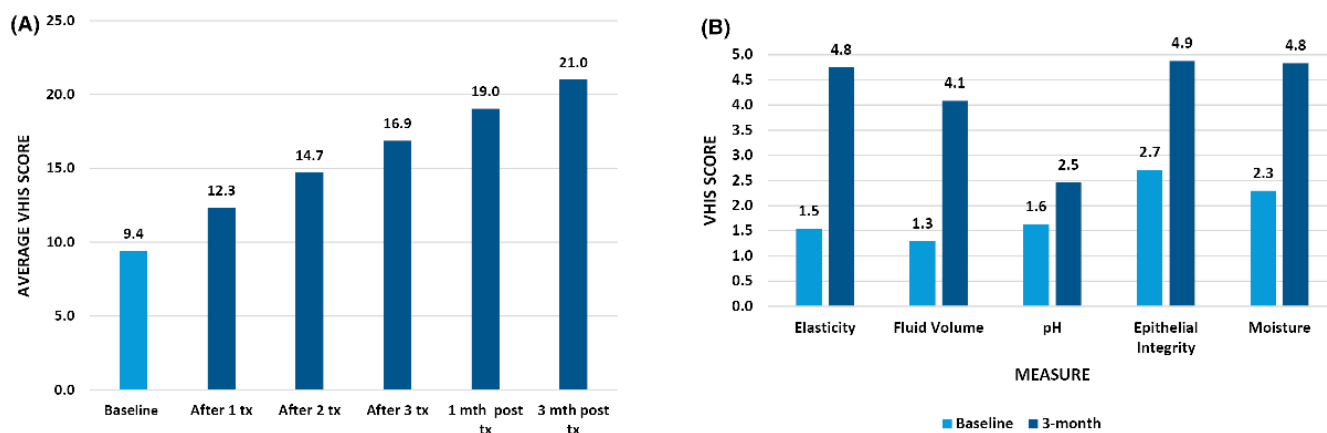 (A)
AVERAGE VHIS SCORE
25.0
20.0
15.0
10.0
5.0
0.0
9.4
12.3
14.7
16.9
19.0
21.0
Baseline
After 1 tx
After 2 tx
After 3 tx
1 mth post
tx
3 mth post
tx
(B)
VHIS SCORE
5.0
4.5
4.0
3.5
3.0
2.5
2.0
1.5
1.0
0.5
0.0
1.5
4.8
1.3
4.1
1.6
2.5
2.7
4.9
2.3
4.8
Elasticity
Fluid Volume
pH
Epithelial
Integrity
Moisture
MEASURE
Baseline
3-month